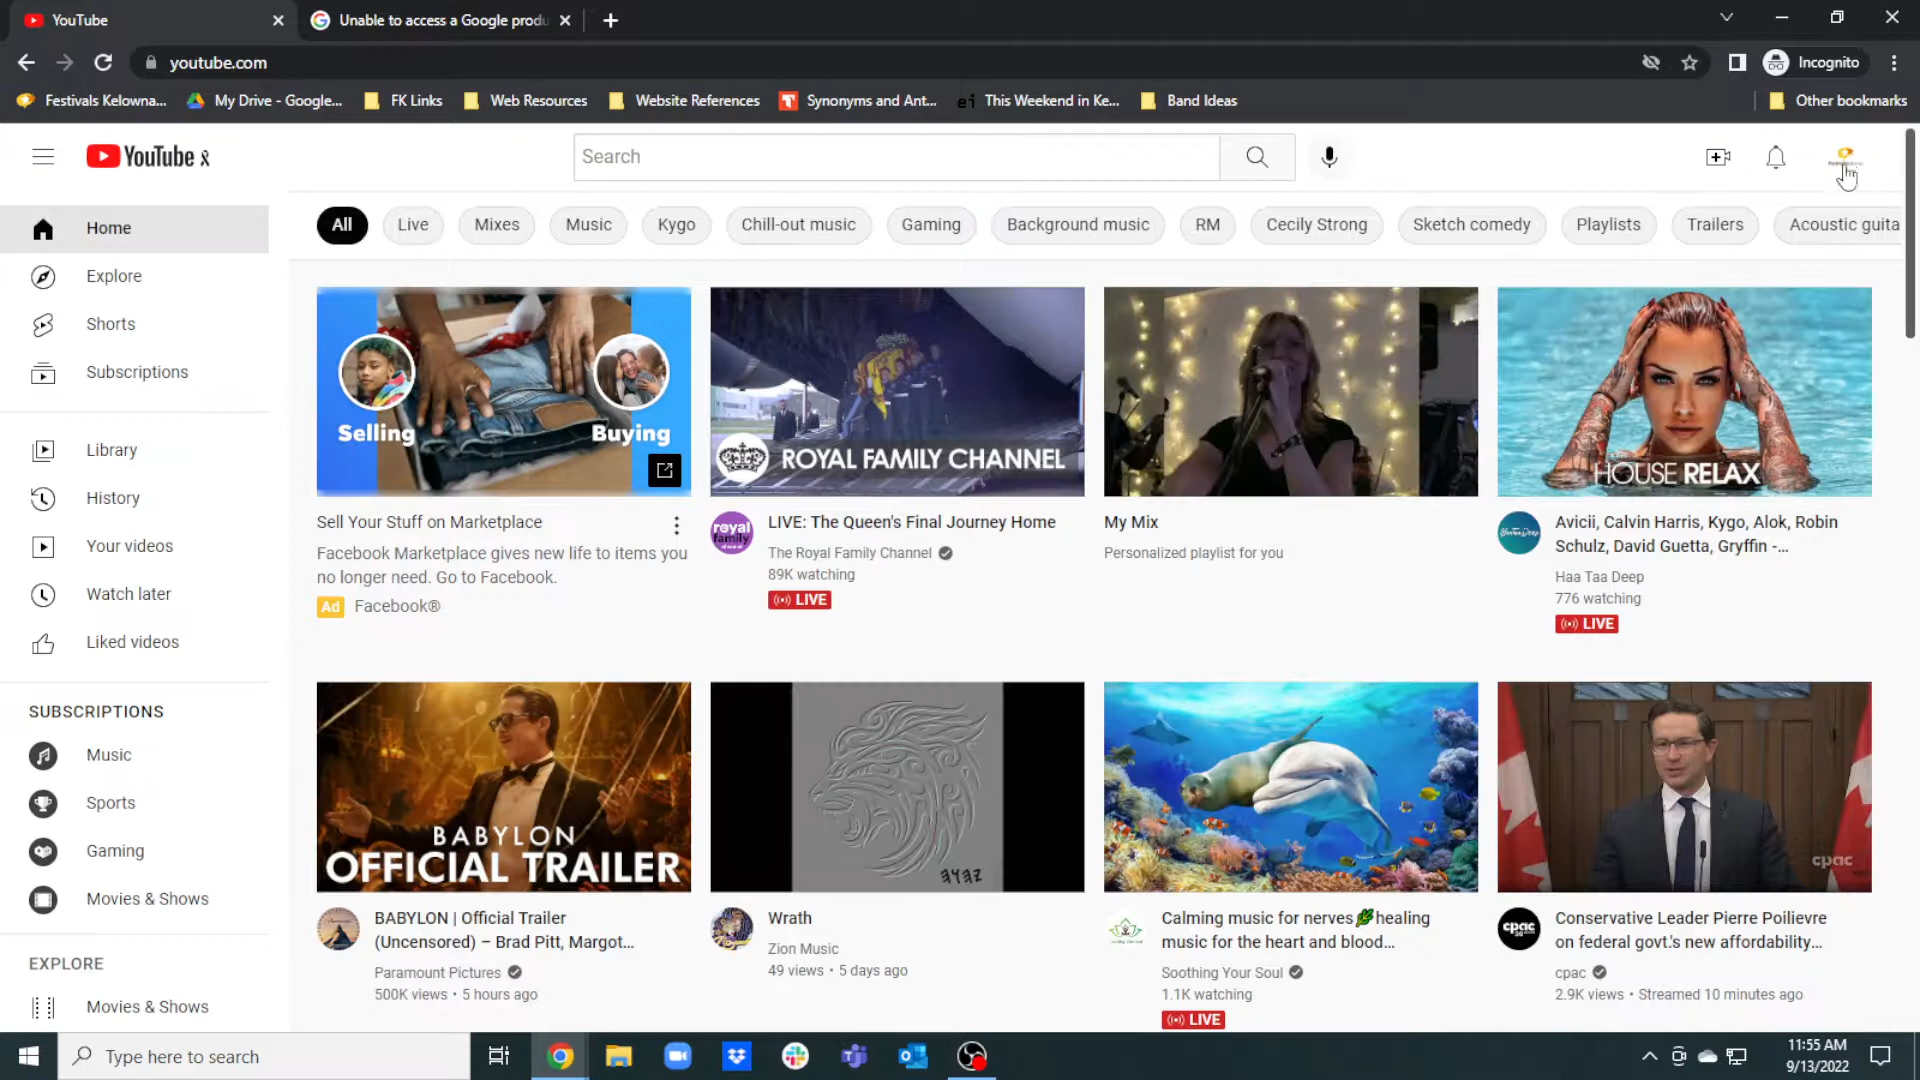 YouTube
Unable to access a Google produ
youtube.com
Incognito
Festivals Kelowna...
My Drive - Google...
FK Links
Web Resources
Website References
Synonyms and Ant...
ei
This Weekend in Ke...
Band Ideas
Other bookmarks
YouTube
Search
All
Live
Mixes
Music
Kygo
Chill-out music
Gaming
Background music
RM
Cecily Strong
Sketch comedy
Playlists
Trailers
Acoustic guita
Home
Explore
Shorts
Subscriptions
Library
History
Your videos
Watch later
Liked videos
SUBSCRIPTIONS
Music
Sports
Gaming
Movies & Shows
EXPLORE
Movies & Shows
Selling
Buying
Sell Your Stuff on Marketplace
Facebook Marketplace gives new life to items you
no longer need. Go to Facebook.
Ad Facebook®
ROYAL FAMILY CHANNEL
royal
family
LIVE: The Queen's Final Journey Home
The Royal Family Channel
89K watching
LIVE
My Mix
Personalized playlist for you
HOUSE RELAX
Avicii, Calvin Harris, Kygo, Alok, Robin
Schulz, David Guetta, Gryffin -...
Haa Taa Deep
776 watching
LIVE
BABYLON
OFFICIAL TRAILER
BABYLON | Official Trailer
(Uncensored) – Brad Pitt, Margot...
Paramount Pictures
500K views • 5 hours ago
Wrath
Zion Music
49 views • 5 days ago
Calming music for nerves🌿healing
music for the heart and blood...
Soothing Your Soul
1.1K watching
LIVE
cpac
cpac
Conservative Leader Pierre Poilievre
on federal govt.'s new affordability...
cpac
2.9K views • Streamed 10 minutes ago
Type here to search
11:55 AM
9/13/2022